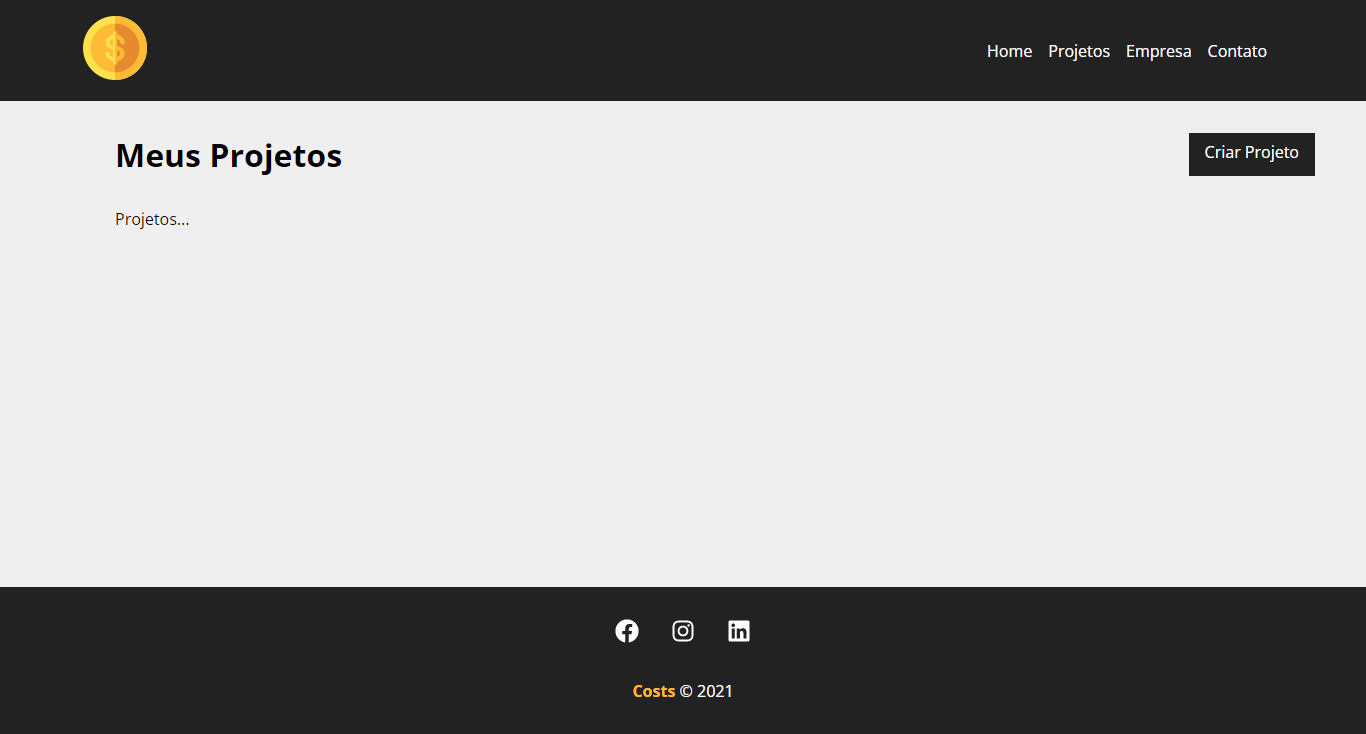 $
Home Projetos Empresa Contato
Meus Projetos
Criar Projeto
Projetos...
Costs © 2021